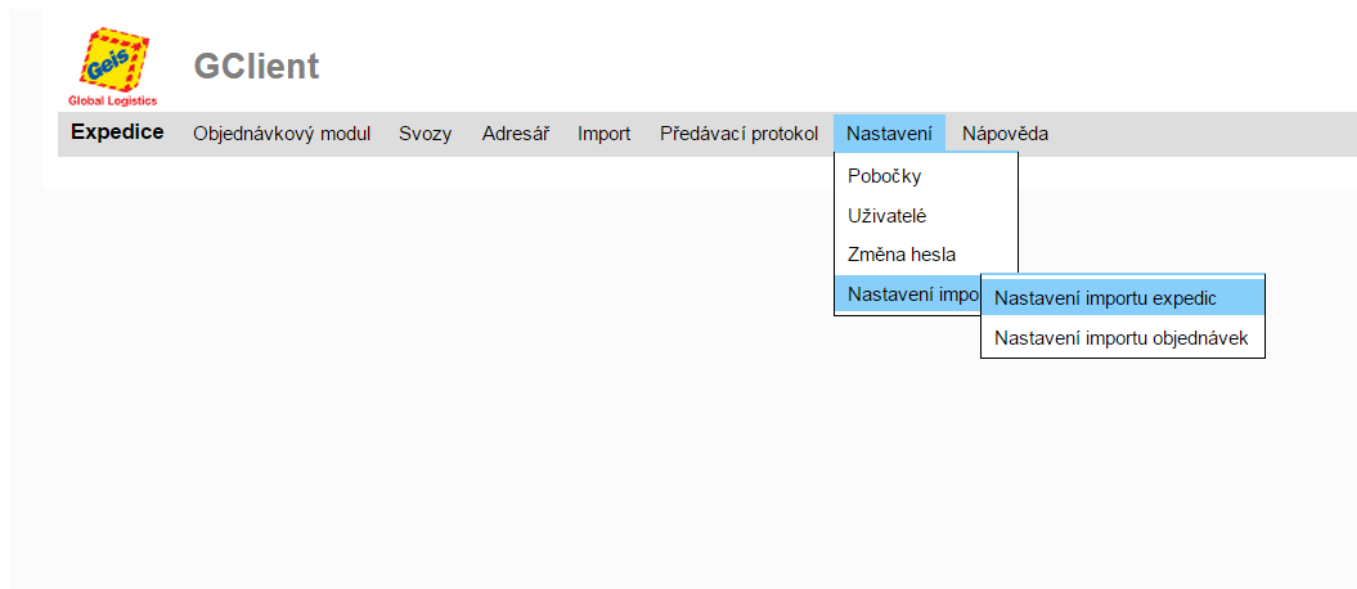 Geis
Global Logistics
GClient
Expedice Objednávkový modul Svozy Adresář Import Předávací protokol Nastavení Nápověda
Pobočky
Uživatelé
Změna hesla
Nastavení impo
Nastavení importu expedic
Nastavení importu objednávek